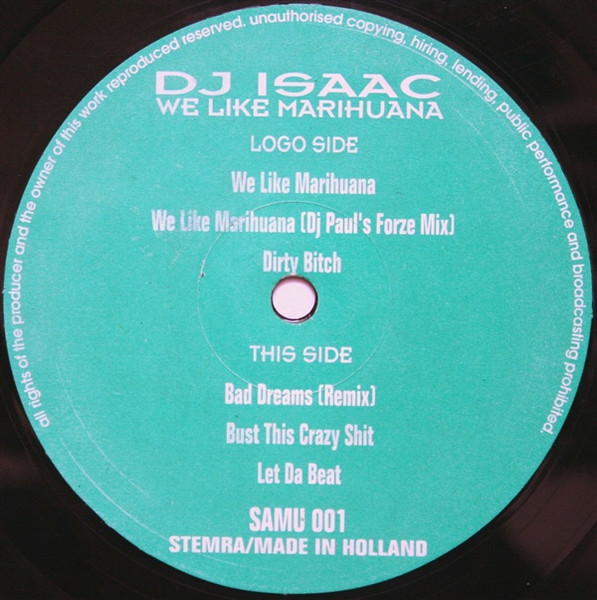 all rights of the producer and the owner of this work reproduced reserved. unauthorised copying, hiring, lending, public performance and broadcasting prohibited.
DJ ISAAC
WE LIKE MARIHUANA
LOGO SIDE
We Like Marihuana
We Like Marihuana (Dj Paul's Forze Mix)
Dirty Bitch
THIS SIDE
Bad Dreams (Remix)
Bust This Crazy Shit
Let Da Beat
SAMU 001
STEMRA/MADE IN HOLLAND